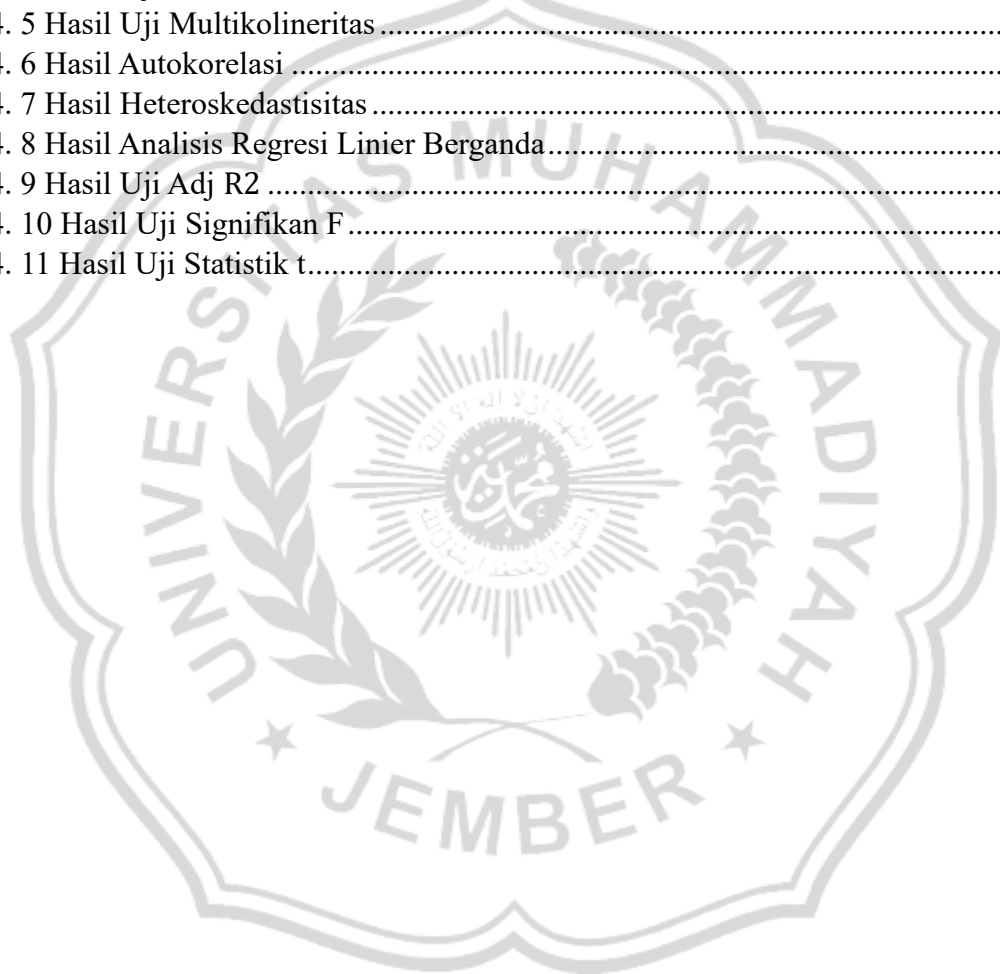 4. 5 Hasil Uji Multikolineritas
4. 6 Hasil Autokorelasi
4. 7 Hasil Heteroskedastisitas
4. 8 Hasil Analisis Regresi Linier Berganda
4. 9 Hasil Uji Adj R2
4. 10 Hasil Uji Signifikan F
4. 11 Hasil Uji Statistik t
UNIVERSITAS MUHAMMADIYAH
JEMBER